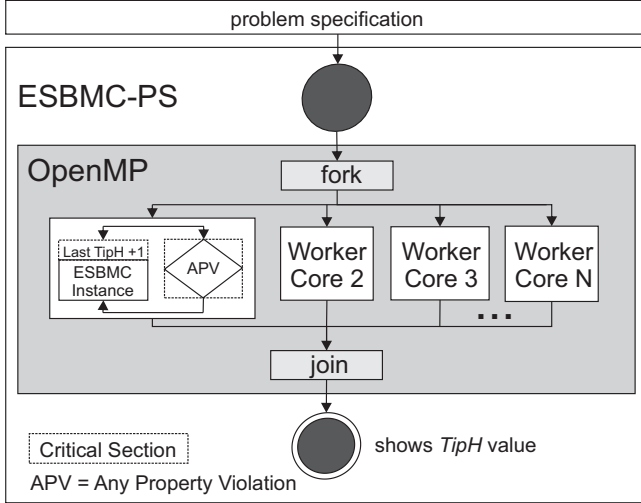 problem specification
ESBMC-PS
OpenMP
fork
Last TipH +1
ESBMC
Instance
APV
Worker
Core 2
Worker
Core 3
Worker
Core N
...
join
Critical Section
shows TipH value
APV = Any Property Violation